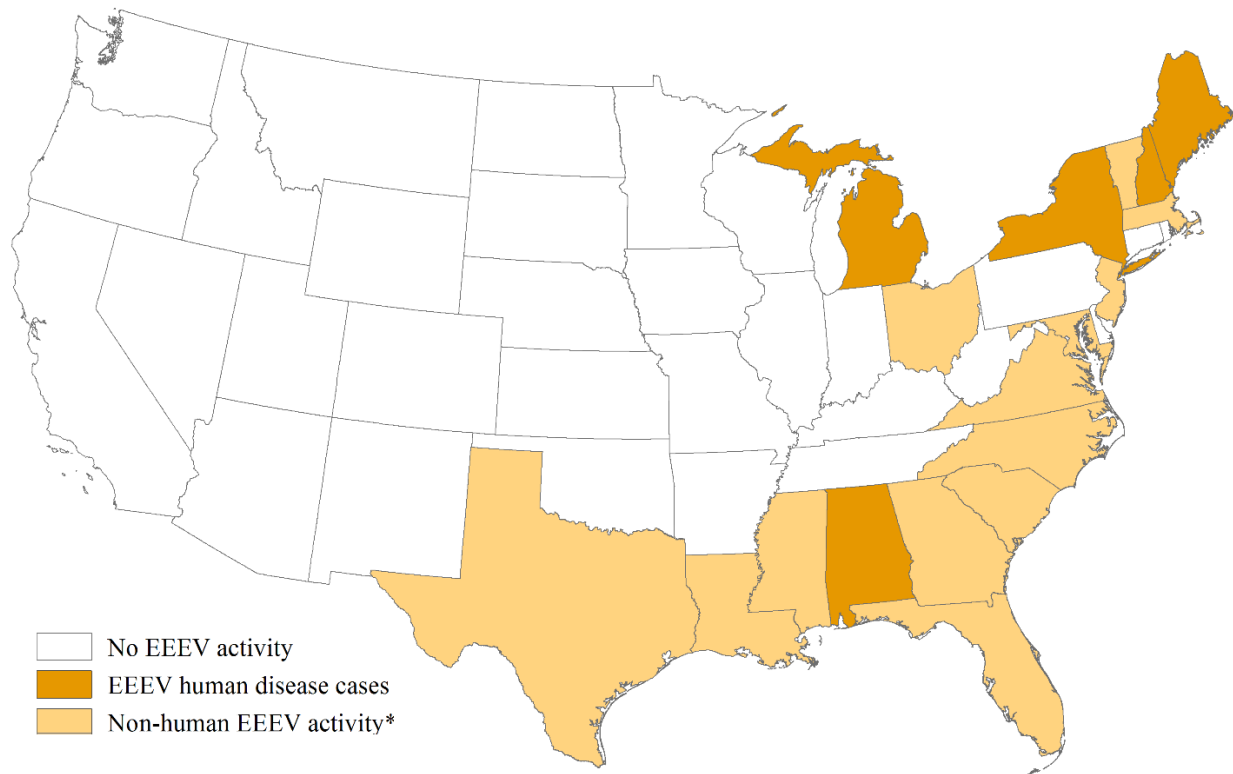 No EEEV activity
EEEV human disease cases
Non-human EEEV activity*